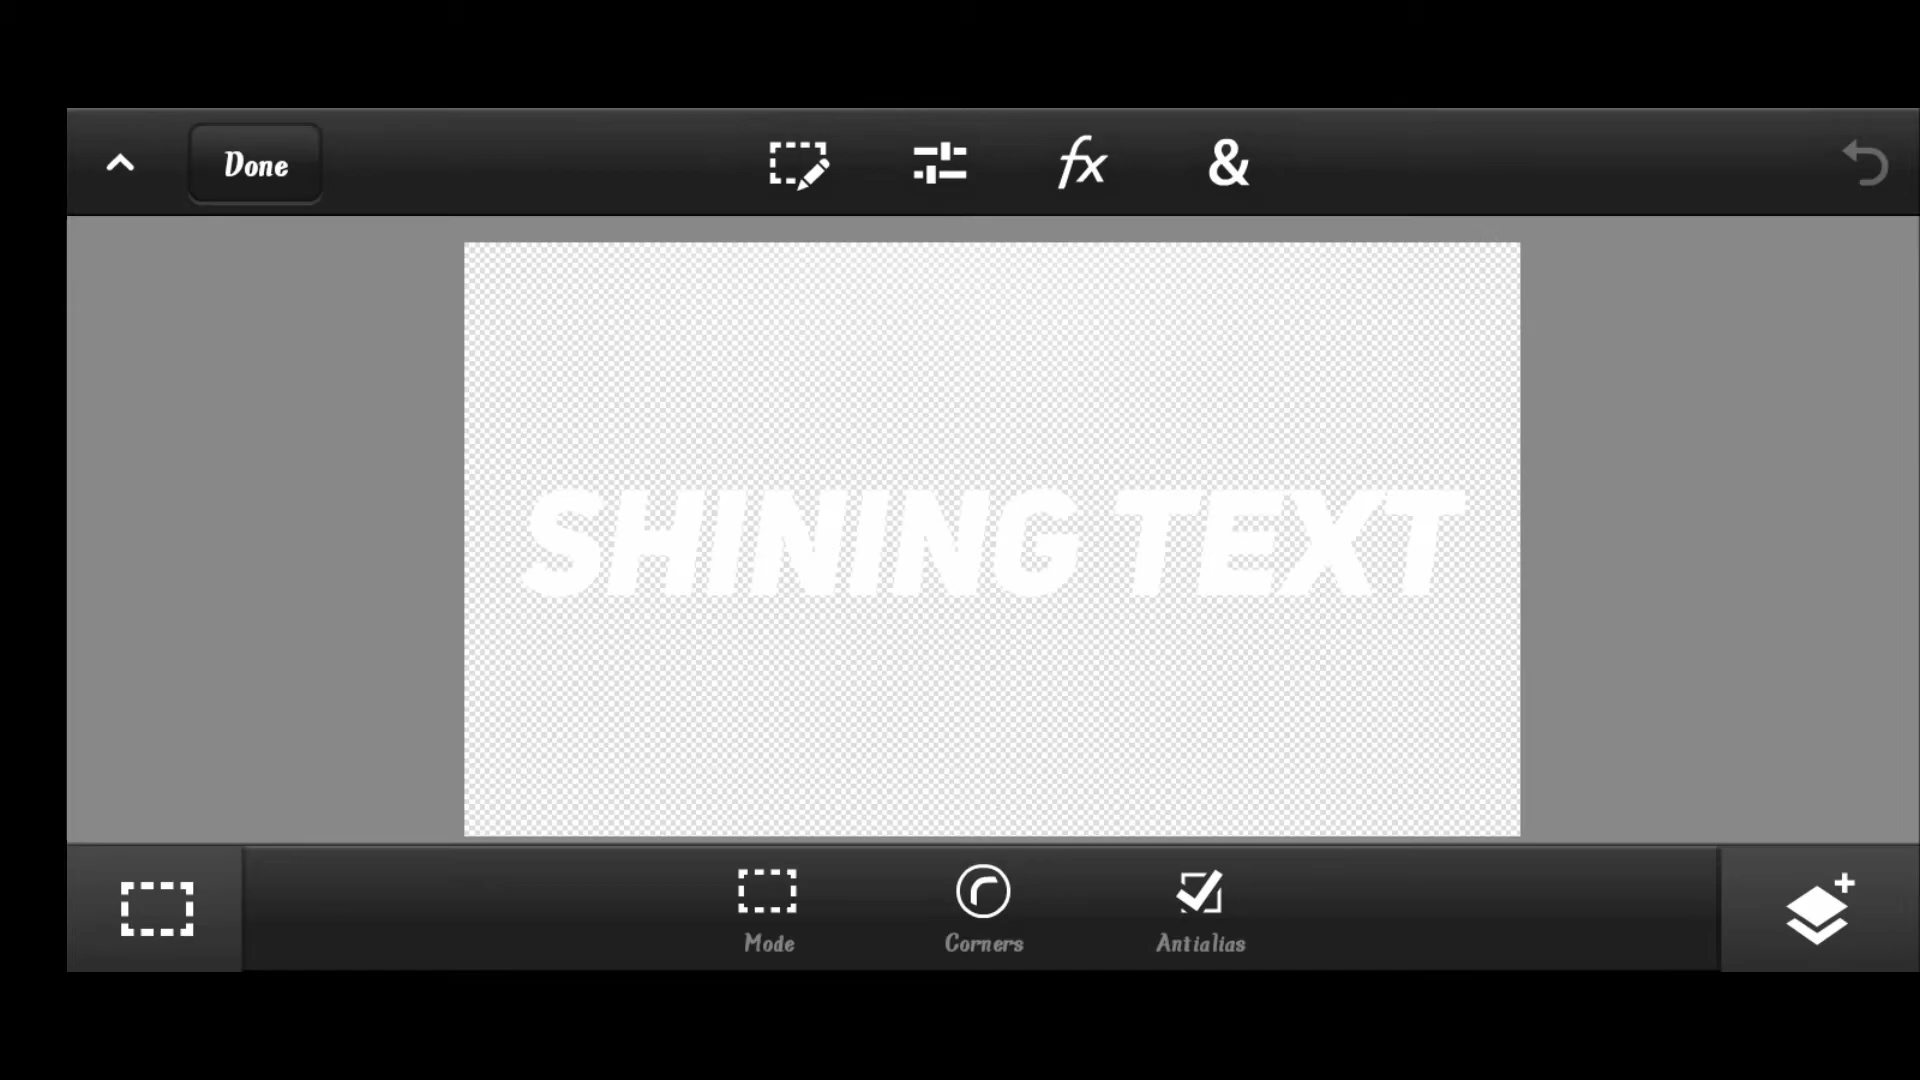 Done
fx
&
SHINING TEXT
Mode
Corners
Antialias